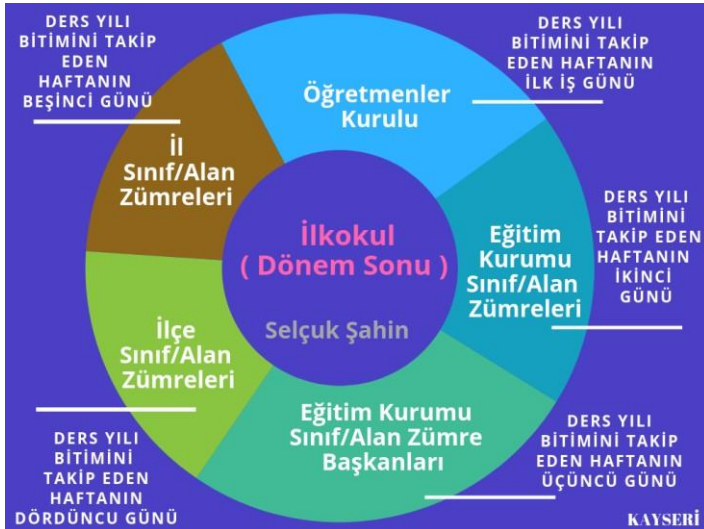 DERS YILI
BİTİMİNİ TAKİP
EDEN
HAFTANIN
BEŞİNCİ GÜNÜ
DERS YILI
BİTİMİNİ TAKİP
EDEN HAFTANIN
İLK İŞ GÜNÜ
Öğretmenler
Kurulu
İl
Sınıf/Alan
Zümreleri
DERS YILI
BİTİMİNİ
TAKİP EDEN
HAFTANIN
İKİNCİ
GÜNÜ
Eğitim
Kurumu
Sınıf/Alan
Zümreleri
İlkokul
( Dönem Sonu )
Selçuk Şahin
İlçe
Sınıf/Alan
Zümreleri
Eğitim Kurumu
Sınıf/Alan Zümre
Başkanları
DERS YILI
BİTİMİNİ
TAKİP EDEN
HAFTANIN
DÖRDÜNCU GÜNÜ
DERS YILI
BİTİMİNİ TAKİP
EDEN HAFTANIN
ÜÇÜNCÜ GÜNÜ
KAYSERİ